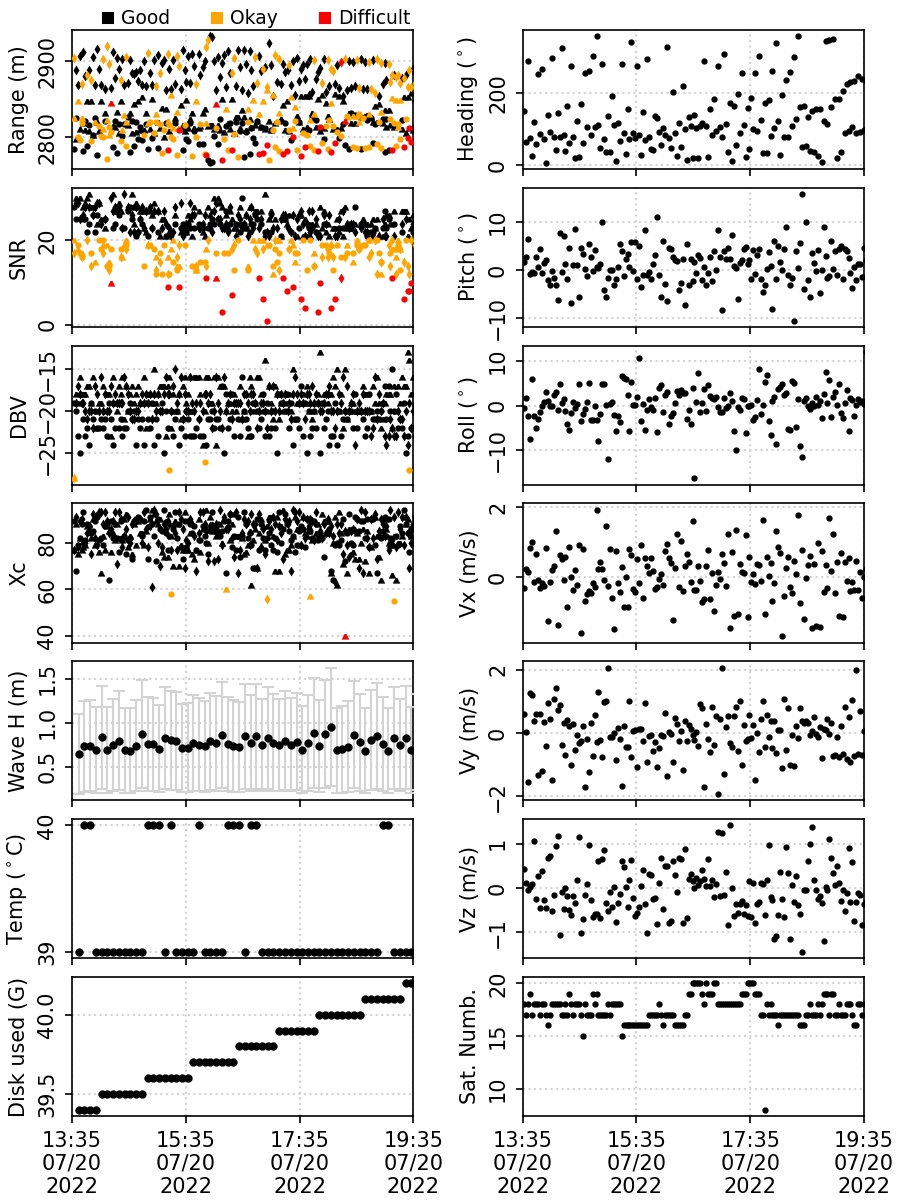 Good Okay Difficult
Range (m)
2900
2800
Heading (°)
200
0
SNR
20
0
Pitch (°)
10
0
−10
DBV
−15
−20
−25
Roll (°)
10
0
−10
Xc
80
60
40
Vx (m/s)
2
0
Wave H (m)
1.5
1.0
0.5
Vy (m/s)
2
0
−2
Temp (°C)
40
39
Vz (m/s)
1
0
−1
Disk used (G)
40.0
39.5
Sat. Numb.
20
15
10
13:35 15:35 17:35 19:35
07/20 07/20 07/20 07/20
2022 2022 2022 2022
13:35 15:35 17:35 19:35
07/20 07/20 07/20 07/20
2022 2022 2022 2022